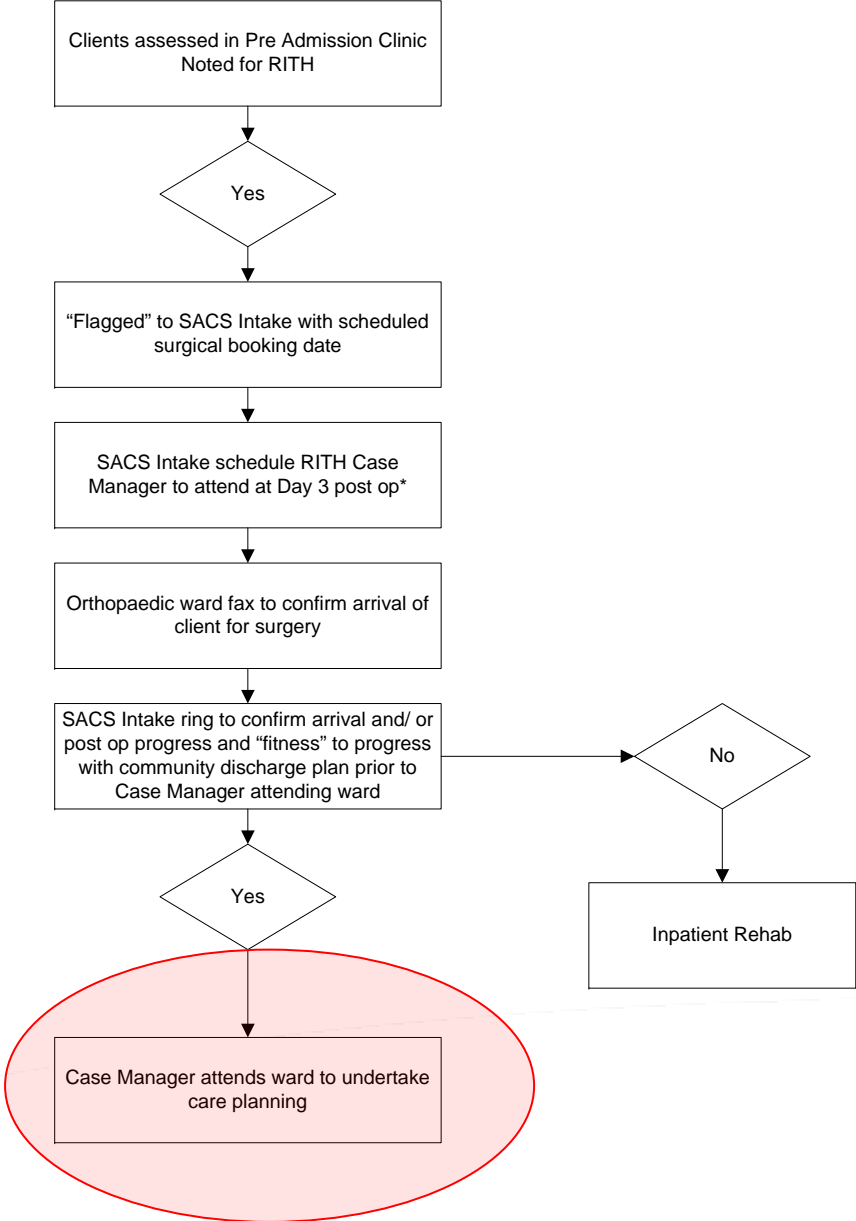 Clients assessed in Pre Admission Clinic
Noted for RITH
Yes
“Flagged” to SACS Intake with scheduled
surgical booking date
SACS Intake schedule RITH Case
Manager to attend at Day 3 post op*
Orthopaedic ward fax to confirm arrival of
client for surgery
SACS Intake ring to confirm arrival and/ or
post op progress and “fitness” to progress
with community discharge plan prior to
Case Manager attending ward
No
Yes
Inpatient Rehab
Case Manager attends ward to undertake
care planning